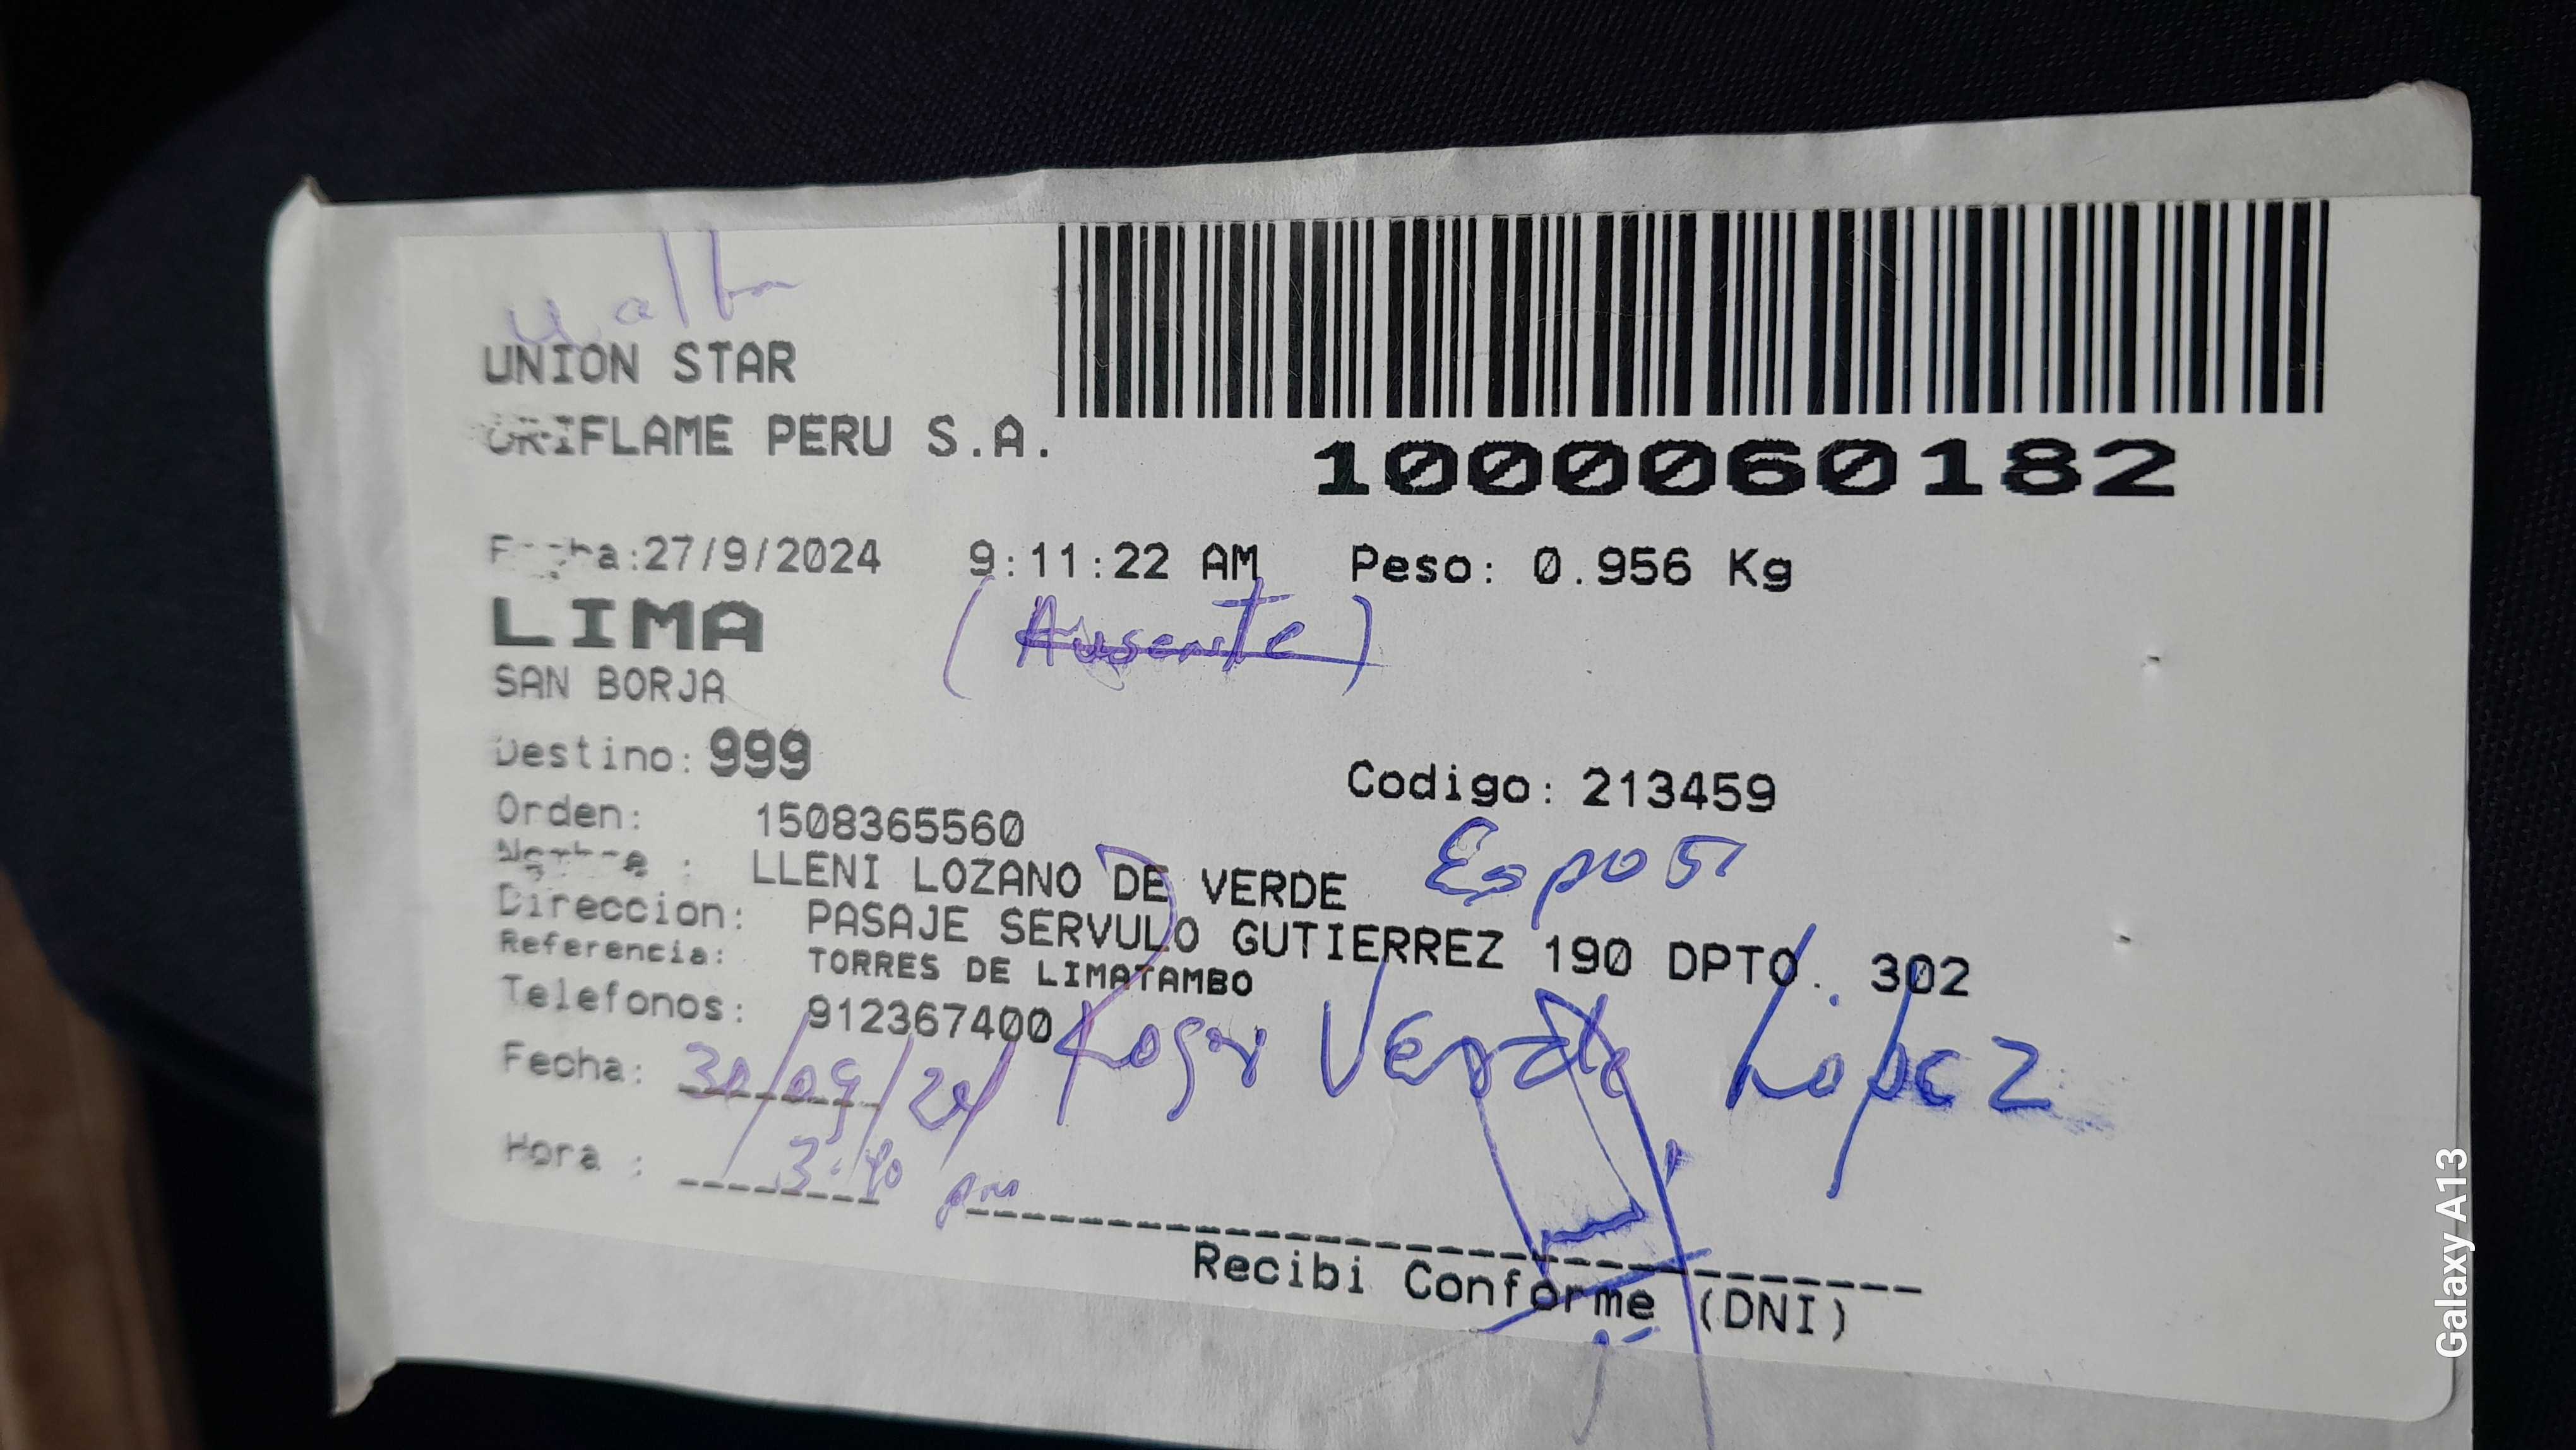 UNION STAR
ORIFLAME PERU S.A.
1000060182
Fecha:27/9/2024 9:11:22 AM Peso: 0.956 Kg
LIMA
(Ausente)
SAN BORJA
Destino: 999
Codigo: 213459
Orden: 1508365560
Nombre : LLENI LOZANO DE VERDE Esposo
Direccion: PASAJE SERVULO GUTIERREZ 190 DPTO. 302
Referencia: TORRES DE LIMATAMBO
Telefonos: 912367400
Roger Verde López
Fecha: 30/09/24
Hora : 3:40 pm
Recibi Conforme (DNI)
Galaxy A13